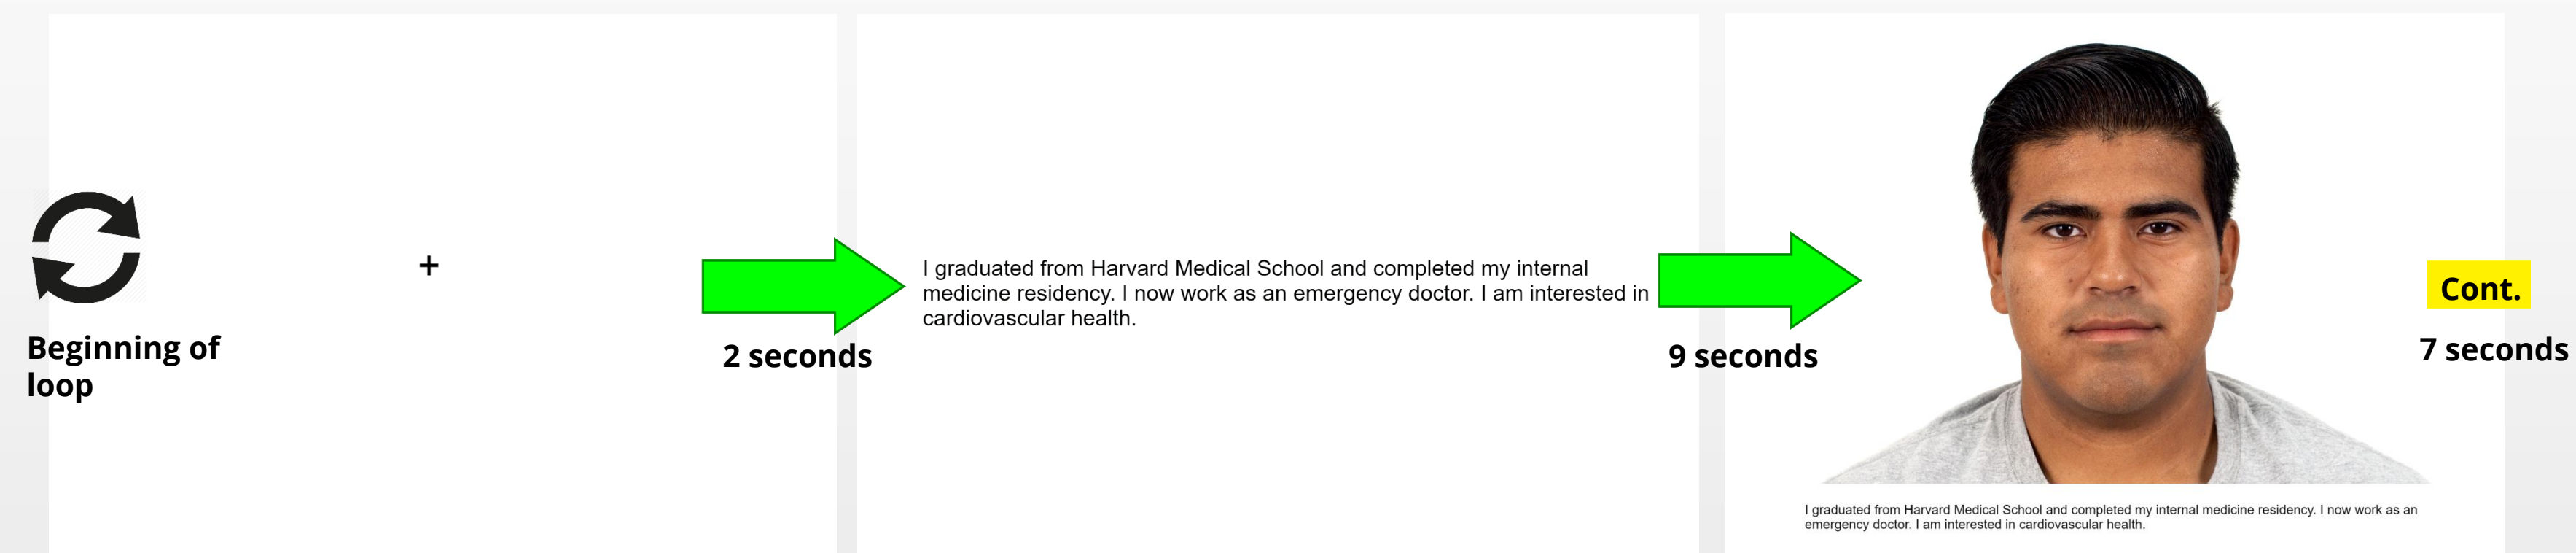 Beginning of
loop
+
2 seconds
I graduated from Harvard Medical School and completed my internal
medicine residency. I now work as an emergency doctor. I am interested in
cardiovascular health.
9 seconds
I graduated from Harvard Medical School and completed my internal medicine residency. I now work as an
emergency doctor. I am interested in cardiovascular health.
Cont.
7 seconds